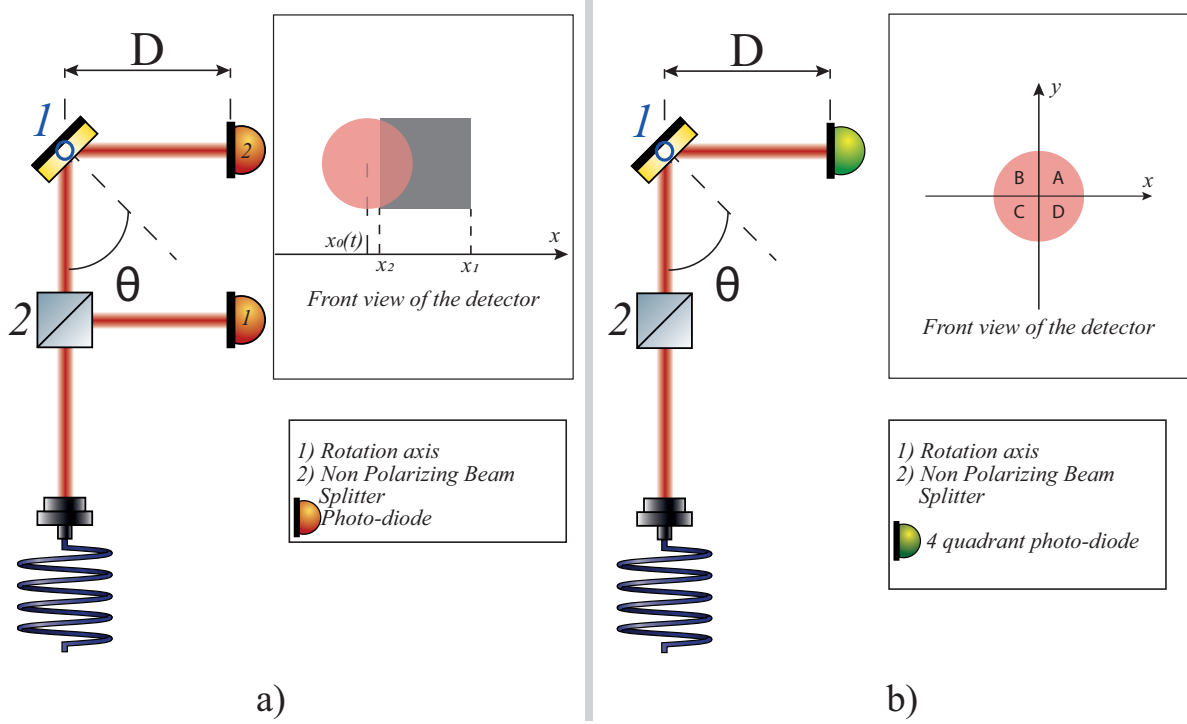 D
1
2
θ
2
1
x₀(t)
x₂
x₁
x
Front view of the detector
1) Rotation axis
2) Non Polarizing Beam
Splitter
Photo-diode
a)
D
1
θ
2
y
B
A
x
C
D
Front view of the detector
1) Rotation axis
2) Non Polarizing Beam
Splitter
4 quadrant photo-diode
b)